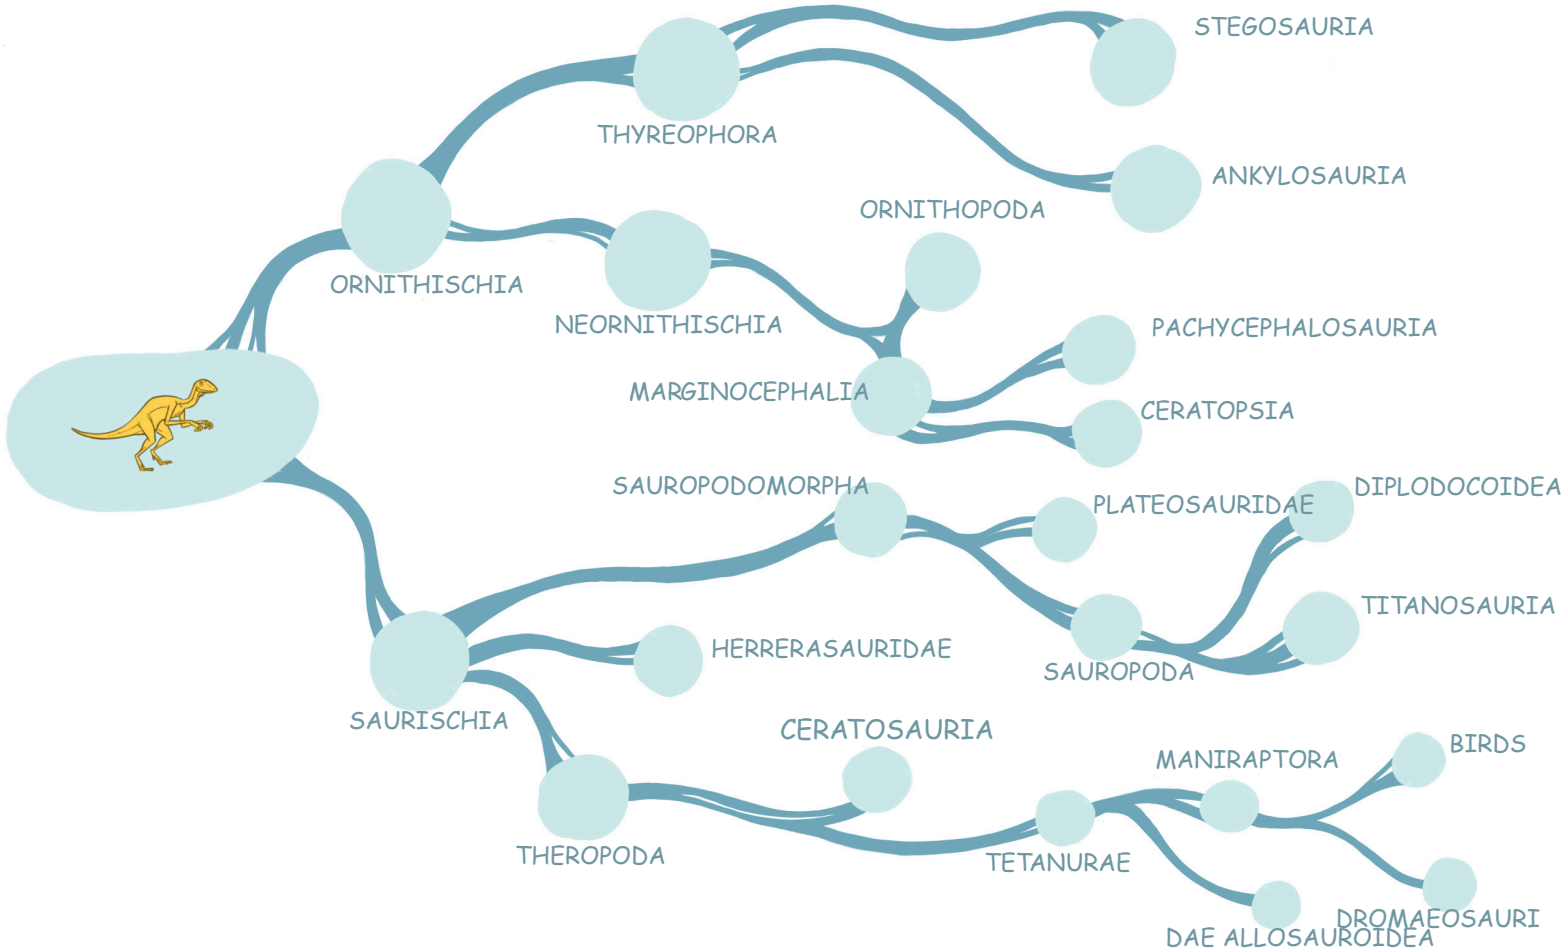 STEGOSAURIA
THYREOPHORA
ANKYLOSAURIA
ORNITHOPODA
ORNITHISCHIA
NEORNITHISCHIA
PACHYCEPHALOSAURIA
MARGINOCEPHALIA
CERATOPSIA
SAUROPODOMORPHA
PLATEOSAURIDAE
DIPLODOCOIDEA
TITANOSAURIA
HERRERASAURIDAE
SAUROPODA
SAURISCHIA
CERATOSAURIA
BIRDS
MANIRAPTORA
THEROPODA
TETANURAE
DROMAEOSAURI
DAE ALLOSAUROIDEA